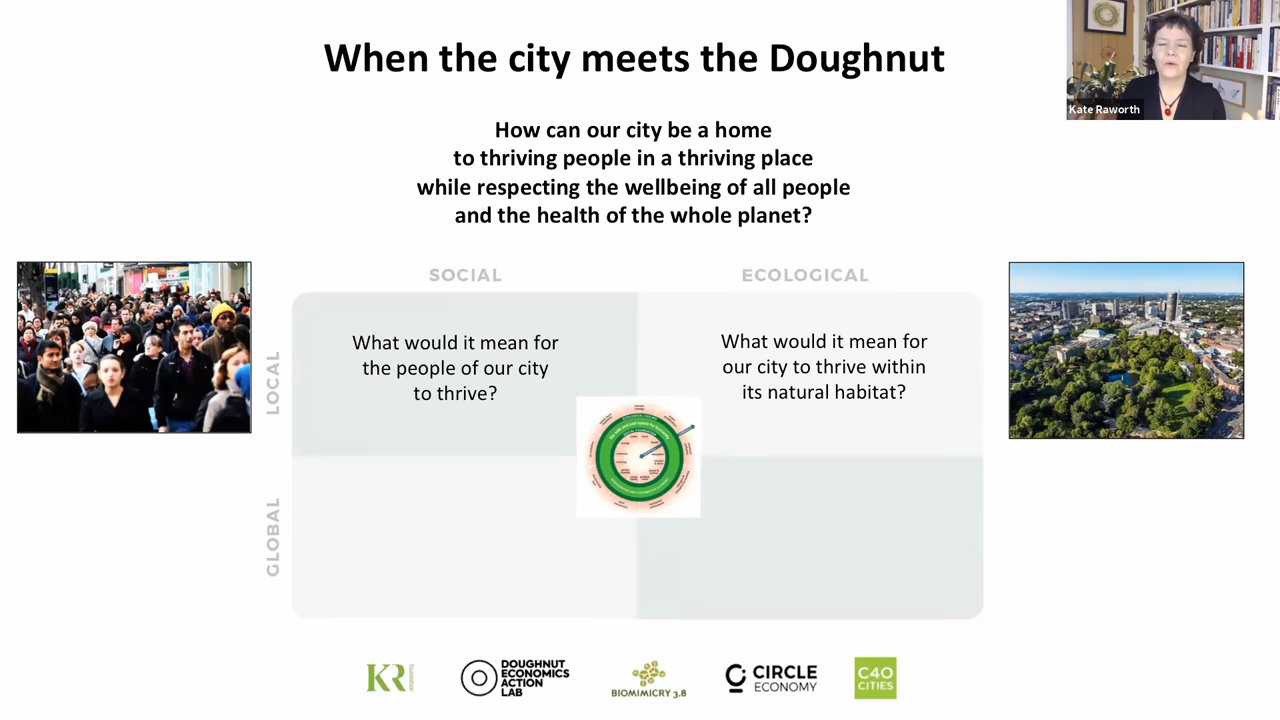 When the city meets the Doughnut
Kate Raworth
How can our city be a home
to thriving people in a thriving place
while respecting the wellbeing of all people
and the health of the whole planet?
SOCIAL
ECOLOGICAL
LOCAL
What would it mean for
the people of our city
to thrive?
What would it mean for
our city to thrive within
its natural habitat?
GLOBAL
KR
Foundation
DOUGHNUT
ECONOMICS
ACTION
LAB
BIOMIMICRY 3.8
CIRCLE
ECONOMY
C40
CITIES